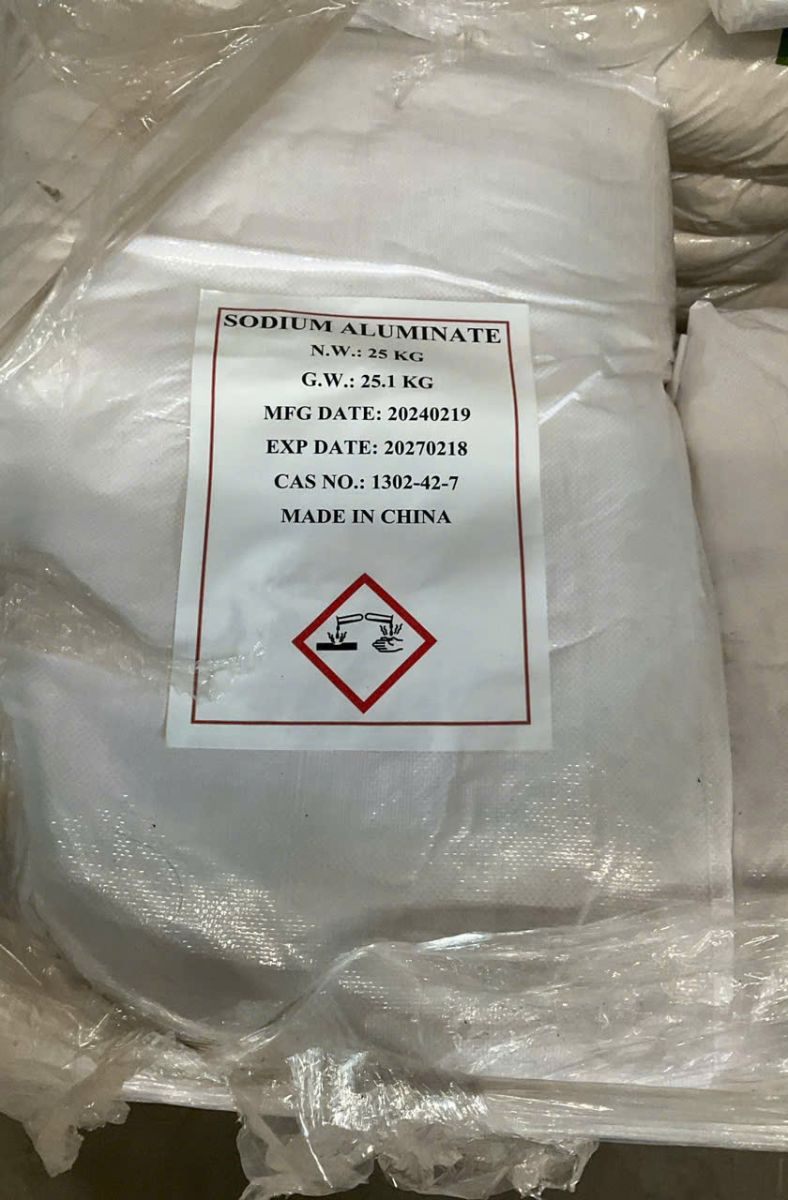 SODIUM ALUMINATE
N.W.: 25 KG
G.W.: 25.1 KG
MFG DATE: 20240219
EXP DATE: 20270218
CAS NO.: 1302-42-7
MADE IN CHINA